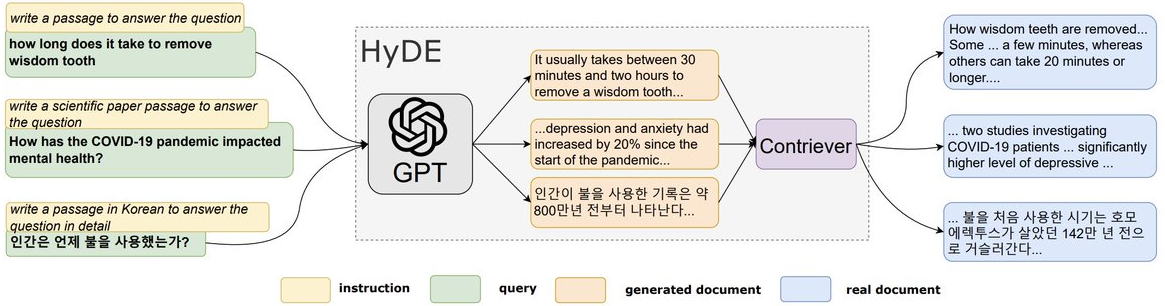 write a passage to answer the question
how long does it take to remove
wisdom tooth
write a scientific paper passage to answer
the question
How has the COVID-19 pandemic impacted
mental health?
write a passage in Korean to answer the
question in detail
인간은 언제 불을 사용했는가?
HyDE
GPT
It usually takes between 30
minutes and two hours to
remove a wisdom tooth...
...depression and anxiety had
increased by 20% since the
start of the pandemic...
인간이 불을 사용한 기록은 약
800만년 전부터 나타난다...
Contriever
How wisdom teeth are removed...
Some ... a few minutes, whereas
others can take 20 minutes or
longer....
... two studies investigating
COVID-19 patients ... significantly
higher level of depressive ...
... 불을 처음 사용한 시기는 호모
에렉투스가 살았던 142만 년 전으
로 거슬러간다...
instruction
query
generated document
real document